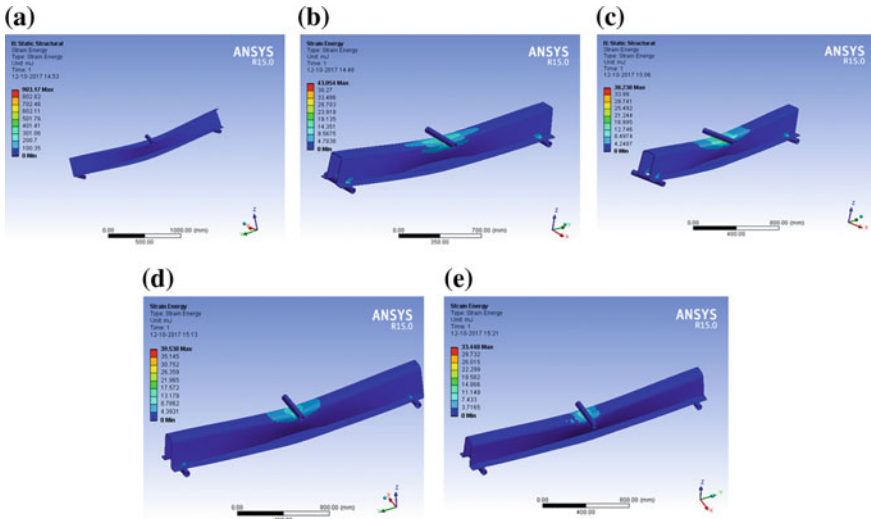 (a)
B: Static Structural
Strain Energy
Type: Strain Energy
Unit: mJ
Time: 1
12-10-2017 14:53
903.17 Max
802.82
702.46
602.11
501.76
401.41
301.06
200.7
100.35
0 Min
ANSYS
R15.0
0.00 1000.00 (mm)
500.00
Z
(b)
Strain Energy
Type: Strain Energy
Unit: mJ
Time: 1
12-10-2017 14:49
43.054 Max
38.27
33.486
28.703
23.919
19.135
14.351
9.5675
4.7838
0 Min
ANSYS
R15.0
0.00 700.00 (mm)
350.00
Z
(c)
Strain Energy
Type: Strain Energy
Unit: mJ
Time: 1
12-10-2017 15:08
38.238 Max
33.99
29.741
25.492
21.244
16.995
12.746
8.4974
4.2487
0 Min
ANSYS
R15.0
0.00 800.00 (mm)
400.00
Z
(d)
Strain Energy
Type: Strain Energy
Unit: mJ
Time: 1
12-10-2017 15:13
39.538 Max
35.145
30.752
26.359
21.965
17.572
13.179
8.7862
4.3931
0 Min
ANSYS
R15.0
0.00 800.00 (mm)
Z
(e)
Strain Energy
Type: Strain Energy
Unit: mJ
Time: 1
12-10-2017 15:21
33.448 Max
29.732
26.015
22.299
18.582
14.866
11.149
7.433
3.7165
0 Min
ANSYS
R15.0
0.00 800.00 (mm)
400.00
Z